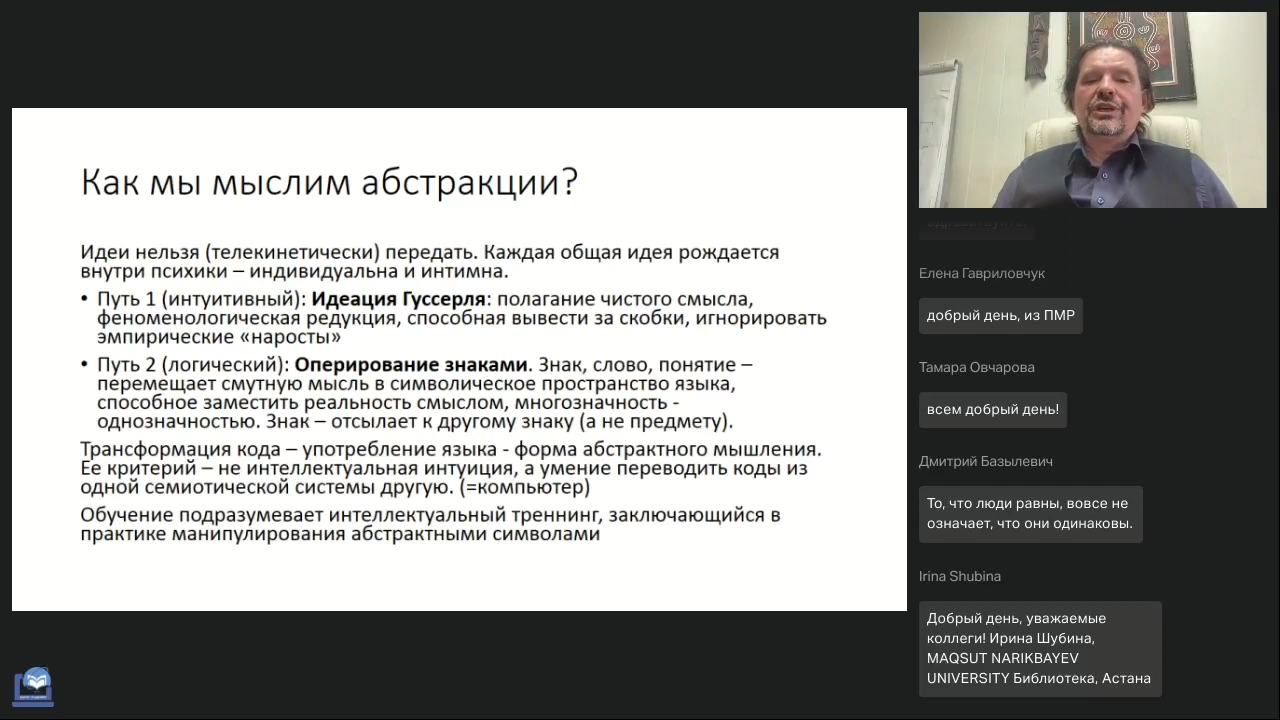 Как мы мыслим абстракции?
Идеи нельзя (телекинетически) передать. Каждая общая идея рождается
внутри психики – индивидуальна и интимна.
• Путь 1 (интуитивный): Идеация Гуссерля: полагание чистого смысла,
феноменологическая редукция, способная вывести за скобки, игнорировать
эмпирические «наросты»
• Путь 2 (логический): Оперирование знаками. Знак, слово, понятие –
перемещает смутную мысль в символическое пространство языка,
способное заместить реальность смыслом, многозначность -
однозначностью. Знак – отсылает к другому знаку (а не предмету).
Трансформация кода – употребление языка - форма абстрактного мышления.
Ее критерий – не интеллектуальная интуиция, а умение переводить коды из
одной семиотической системы другую. (=компьютер)
Обучение подразумевает интеллектуальный треннинг, заключающийся в
практике манипулирования абстрактными символами
Елена Гавриловчук
добрый день, из ПМР
Тамара Овчарова
всем добрый день!
Дмитрий Базылевич
То, что люди равны, вовсе не
означает, что они одинаковы.
Irina Shubina
Добрый день, уважаемые
коллеги! Ирина Шубина,
MAQSUT NARIKBAYEV
UNIVERSITY Библиотека, Астана